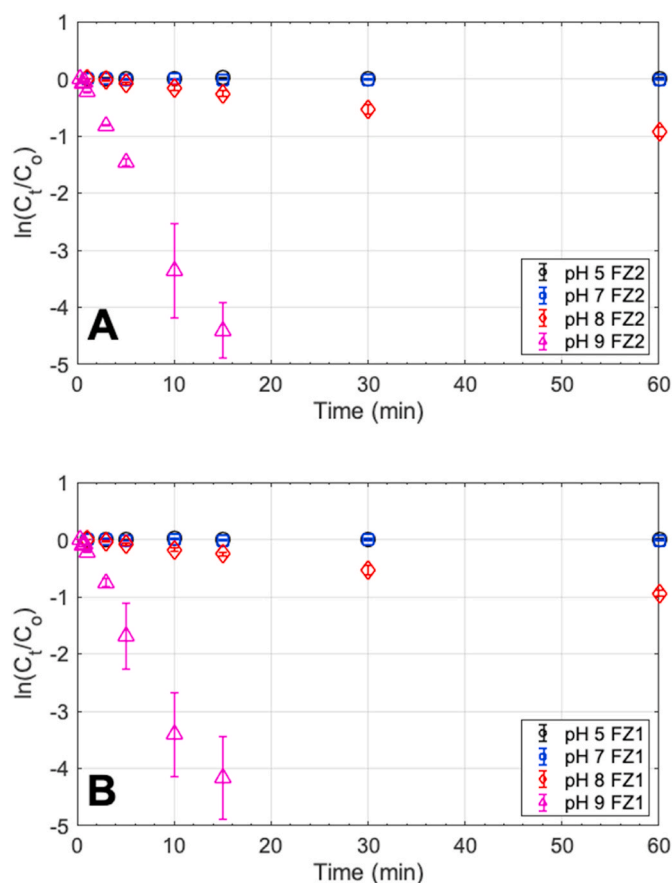 1
0
-1
-2
-3
-4
-5
ln(Ct/Co)
A
pH 5 FZ2
pH 7 FZ2
pH 8 FZ2
pH 9 FZ2
0 10 20 30 40 50 60
Time (min)
1
0
-1
-2
-3
-4
-5
ln(Ct/Co)
B
pH 5 FZ1
pH 7 FZ1
pH 8 FZ1
pH 9 FZ1
0 10 20 30 40 50 60
Time (min)